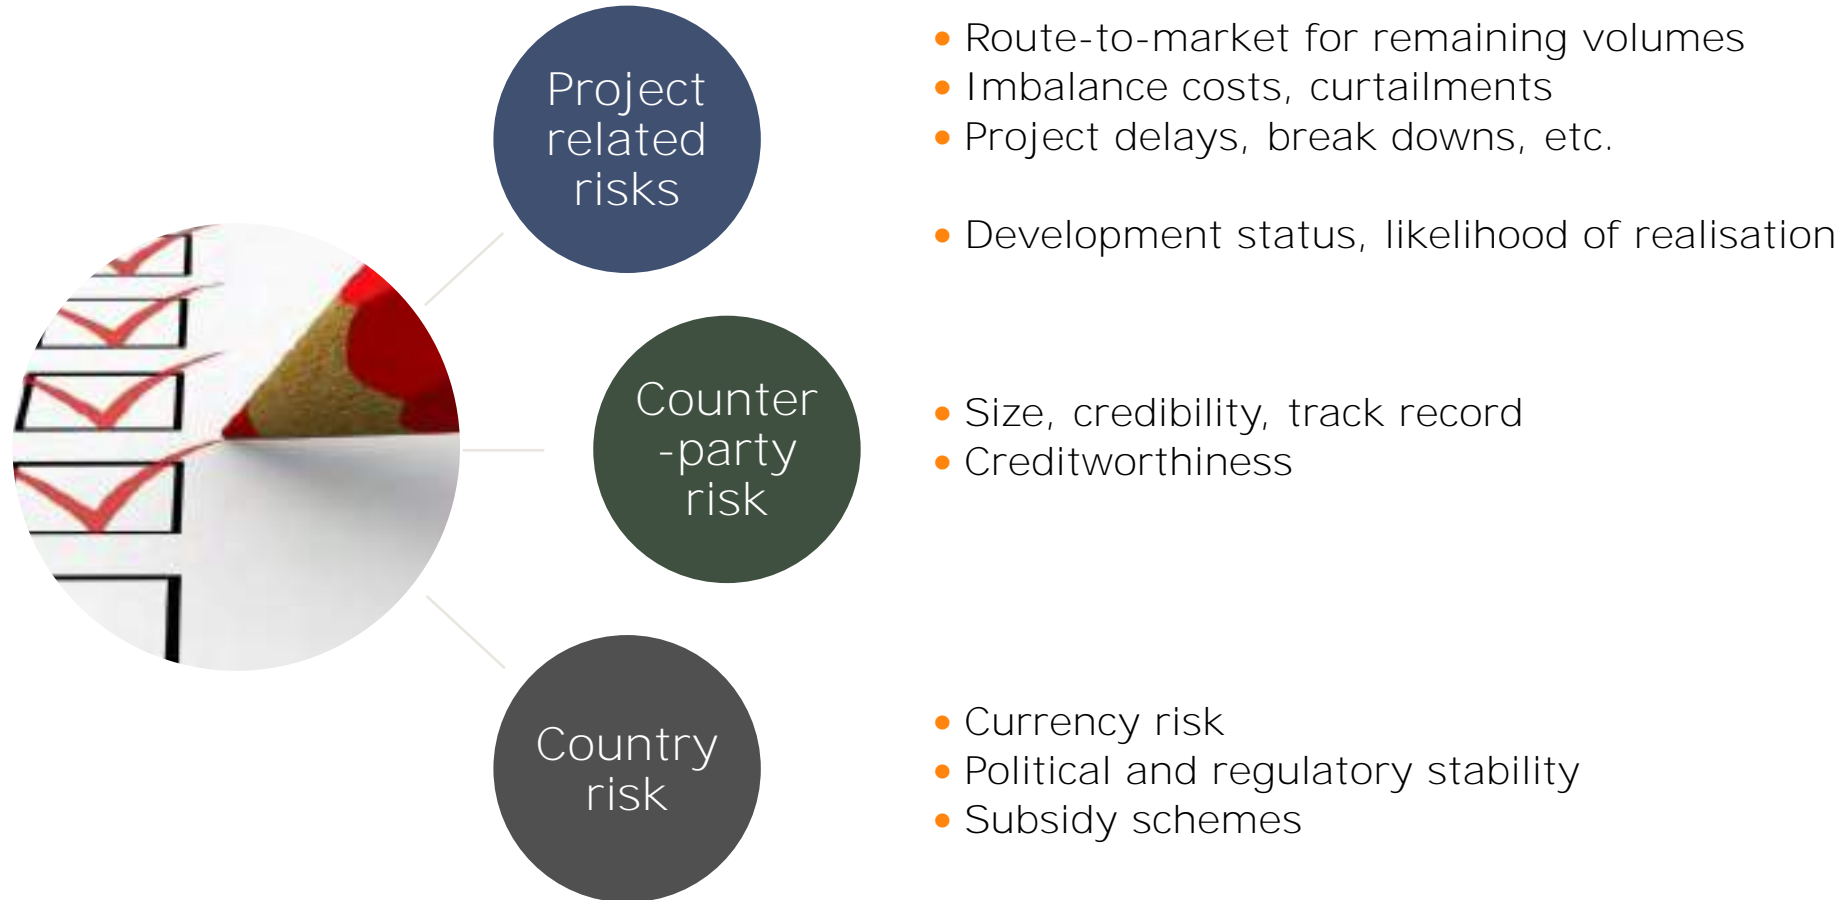 Project
related
risks
• Route-to-market for remaining volumes
• Imbalance costs, curtailments
• Project delays, break downs, etc.
• Development status, likelihood of realisation
Counter
-party
risk
• Size, credibility, track record
• Creditworthiness
Country
risk
• Currency risk
• Political and regulatory stability
• Subsidy schemes